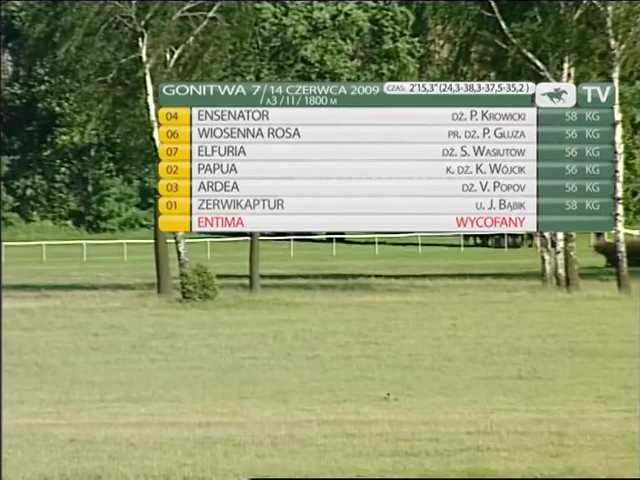 GONITWA 7/14 CZERWCA 2009 CZAS: 2'15,3" (24,3-38,3-37,5-35,2) TV
/A3 /II/ 1800 M
04 ENSENATOR DŻ. P. KROWICKI 58 KG
06 WIOSENNA ROSA PR. DŻ. P. GLUZA 56 KG
07 ELFURIA DŻ. S. WASIUTOW 56 KG
02 PAPUA K. DŻ. K. WÓJCIK 56 KG
03 ARDEA DŻ. V. POPOV 56 KG
01 ZERWIKAPTUR U. J. BĄBIK 58 KG
ENTIMA WYCOFANY